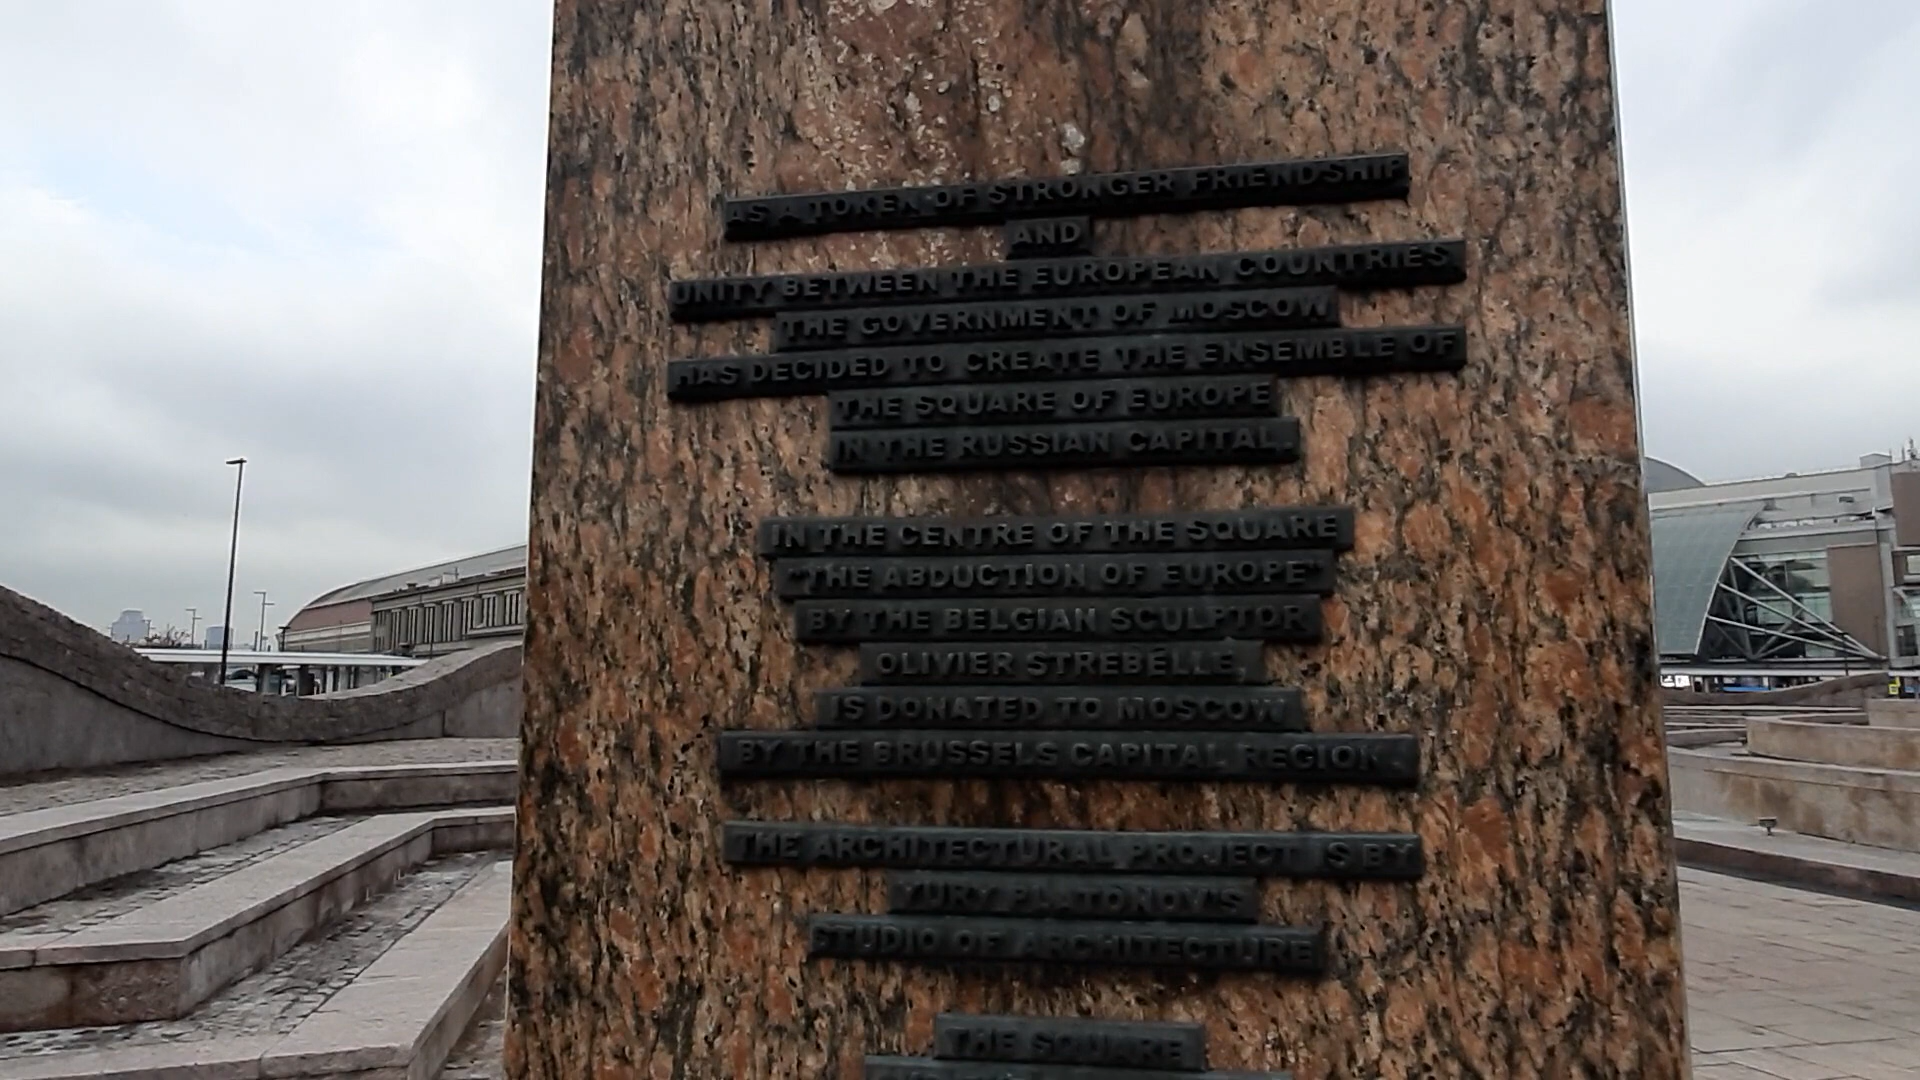 AS A TOKEN OF STRONGER FRIENDSHIP
AND
UNITY BETWEEN THE EUROPEAN COUNTRIES
THE GOVERNMENT OF MOSCOW
HAS DECIDED TO CREATE THE ENSEMBLE OF
THE SQUARE OF EUROPE
IN THE RUSSIAN CAPITAL.
IN THE CENTRE OF THE SQUARE
"THE ABDUCTION OF EUROPE"
BY THE BELGIAN SCULPTOR
OLIVIER STREBELLE,
IS DONATED TO MOSCOW
BY THE BRUSSELS CAPITAL REGION.
THE ARCHITECTURAL PROJECT IS BY
YURY PLATONOV'S
STUDIO OF ARCHITECTURE
THE SQUARE